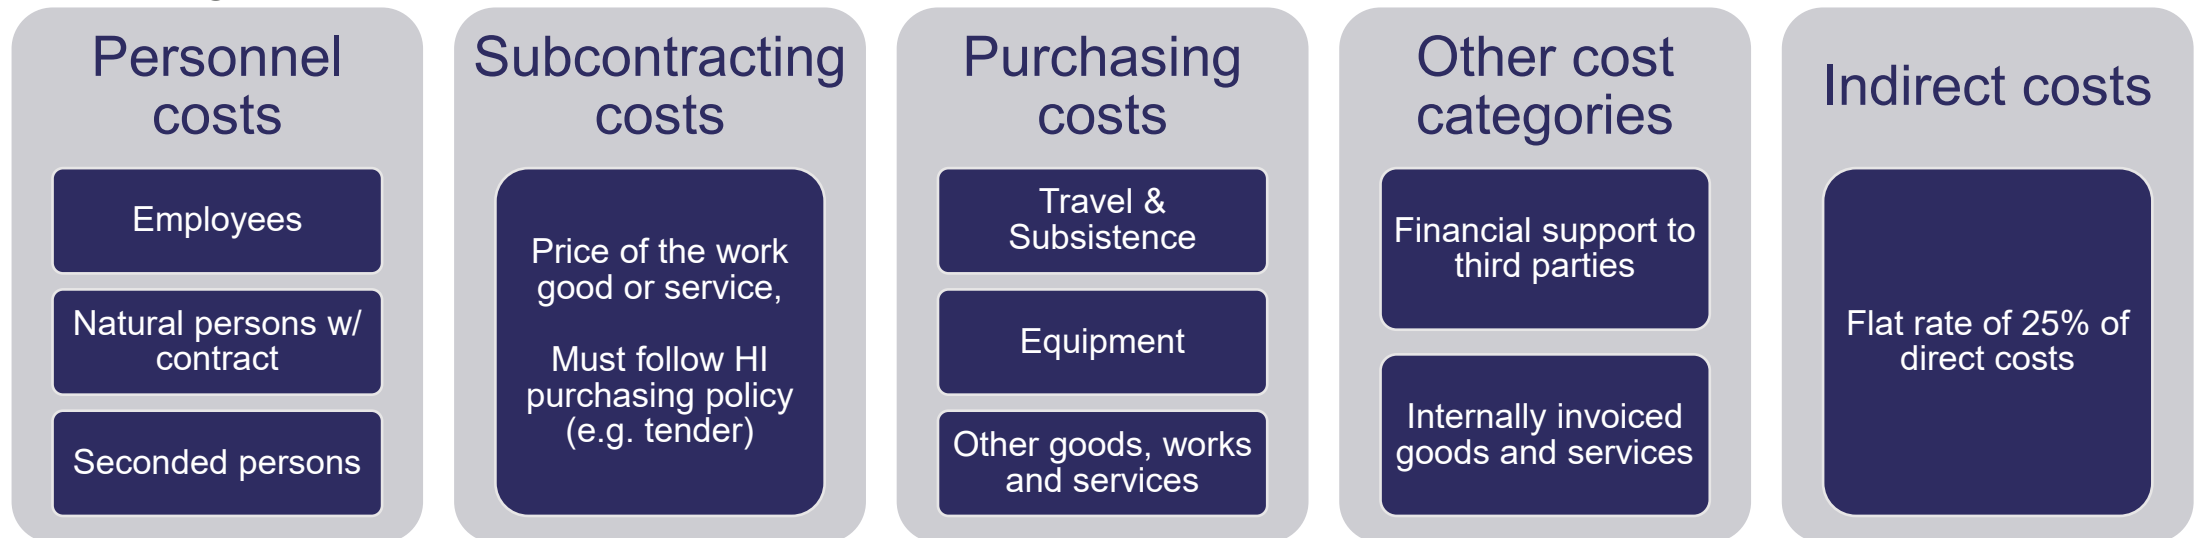 Personnel
costs
Employees
Natural persons w/
contract
Seconded persons
Subcontracting
costs
Price of the work
good or service,
Must follow HI
purchasing policy
(e.g. tender)
Purchasing
costs
Travel &
Subsistence
Equipment
Other goods, works
and services
Other cost
categories
Financial support to
third parties
Internally invoiced
goods and services
Indirect costs
Flat rate of 25% of
direct costs